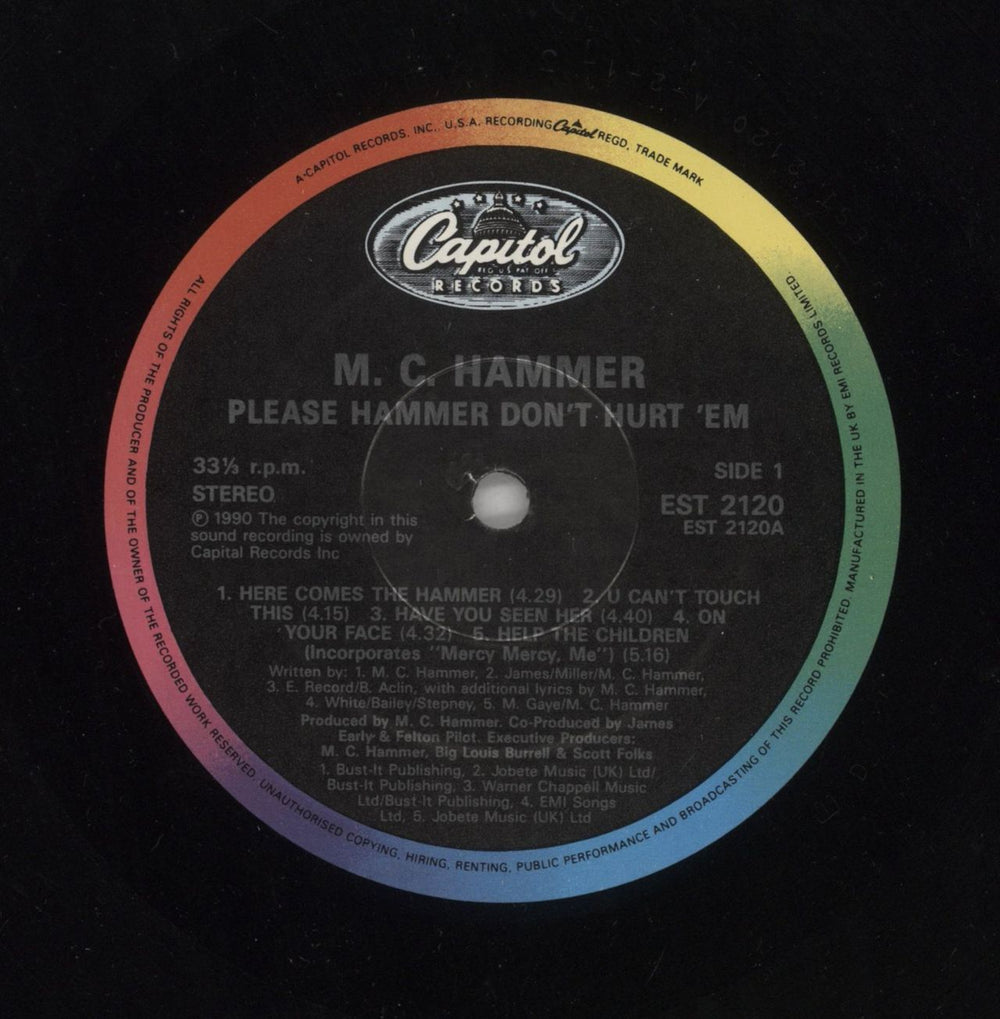 A-CAPITOL RECORDS, INC., U.S.A. RECORDING Capitol REGD. TRADE MARK
Capitol
REG U S PAT OFF
RECORDS
M. C. HAMMER
PLEASE HAMMER DON'T HURT 'EM
33⅓ r.p.m.
STEREO
Ⓟ 1990 The copyright in this
sound recording is owned by
Capital Records Inc
SIDE 1
EST 2120
EST 2120A
1. HERE COMES THE HAMMER (4.29) 2. U CAN'T TOUCH
THIS (4.15) 3. HAVE YOU SEEN HER (4.40) 4. ON
YOUR FACE (4.32) 5. HELP THE CHILDREN
(Incorporates "Mercy Mercy, Me") (5.16)
Written by: 1. M. C. Hammer, 2. James/Miller/M. C. Hammer,
3. E. Record/B. Aclin, with additional lyrics by M. C. Hammer,
4. White/Bailey/Stepney, 5. M. Gaye/M. C. Hammer
Produced by M. C. Hammer. Co-Produced by James
Early & Felton Pilot. Executive Producers:
M. C. Hammer, Big Louis Burrell & Scott Folks
1. Bust-It Publishing, 2. Jobete Music (UK) Ltd/
Bust-It Publishing, 3. Warner Chappell Music
Ltd/Bust-It Publishing, 4. EMI Songs
Ltd, 5. Jobete Music (UK) Ltd
ALL RIGHTS OF THE PRODUCER AND OF THE OWNER OF THE RECORDED WORK RESERVED. UNAUTHORISED COPYING, HIRING, RENTING, PUBLIC PERFORMANCE AND BROADCASTING OF THIS RECORD PROHIBITED. MANUFACTURED IN THE UK BY EMI RECORDS LIMITED.